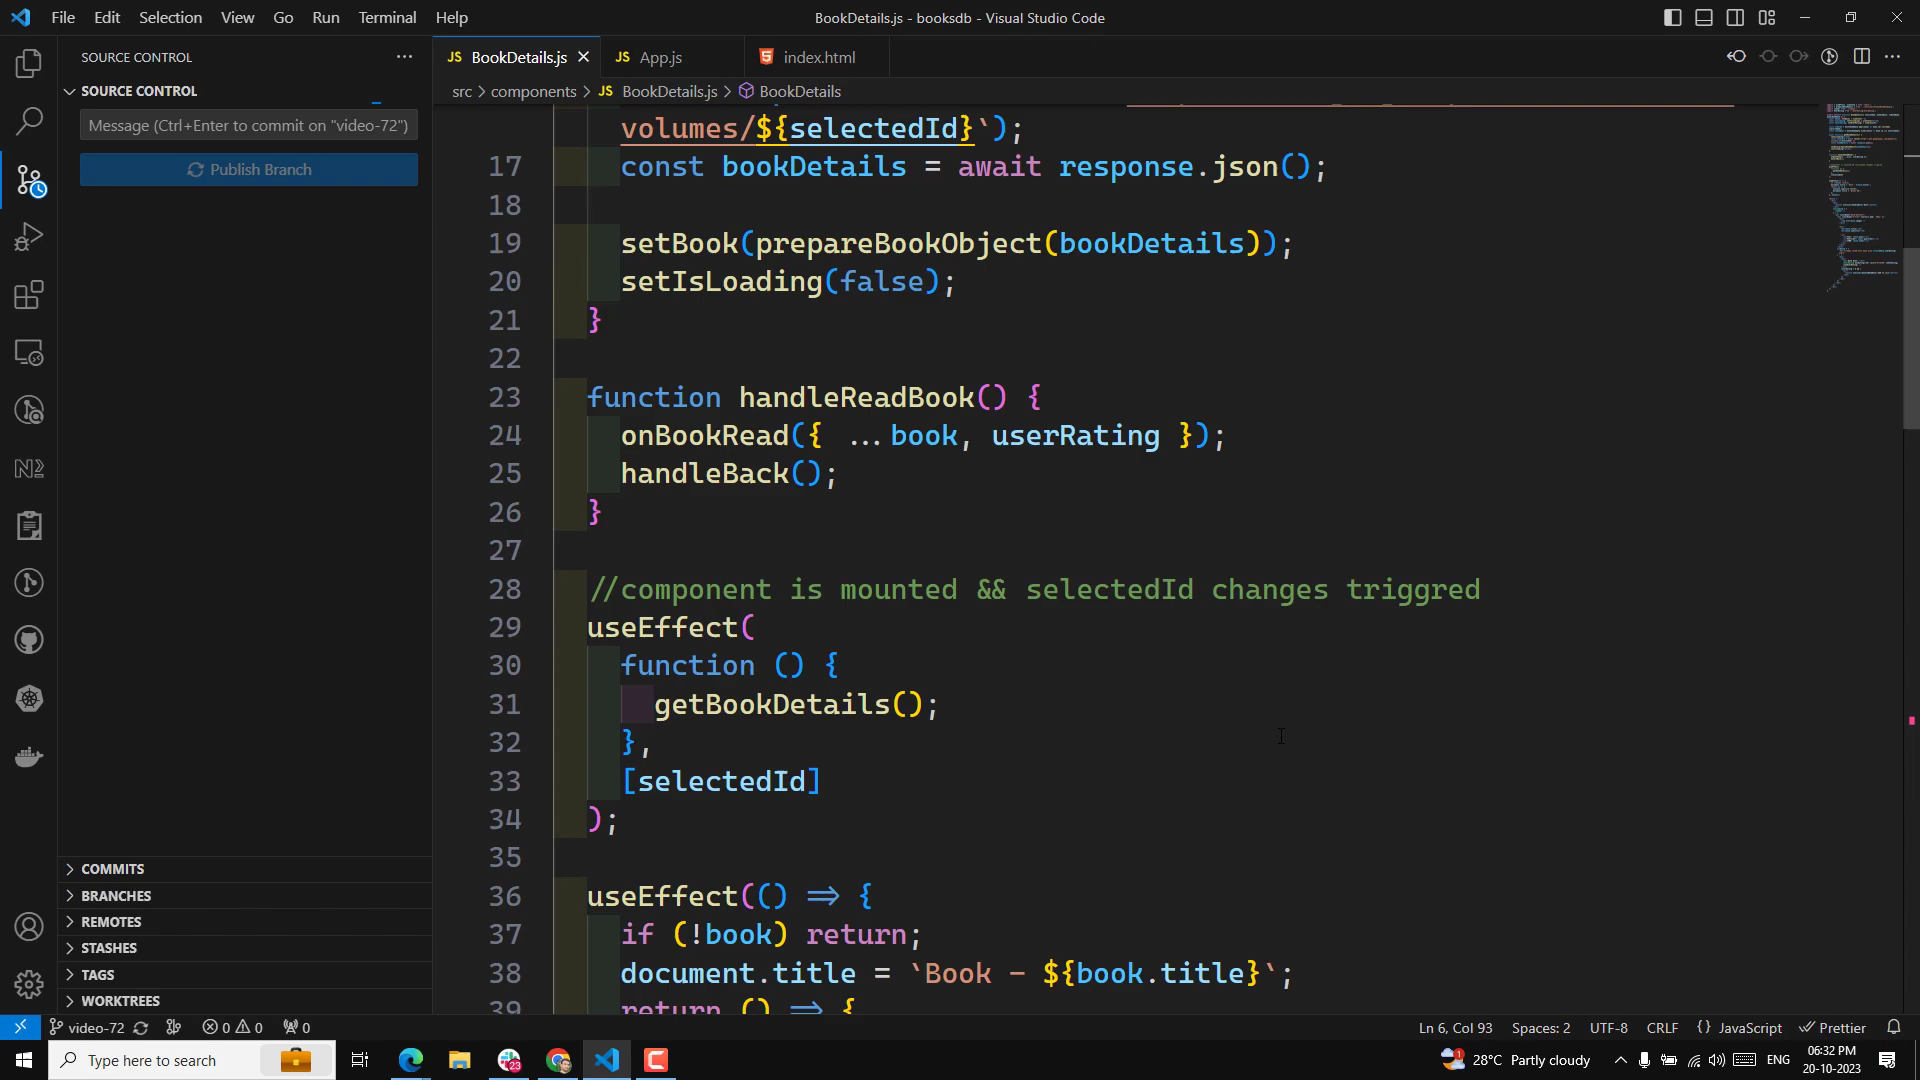 File Edit Selection View Go Run Terminal Help
BookDetails.js - booksdb - Visual Studio Code
SOURCE CONTROL
JS BookDetails.js
JS App.js
index.html
SOURCE CONTROL
src > components > JS BookDetails.js > BookDetails
Message (Ctrl+Enter to commit on "video-72")
Publish Branch
volumes/${selectedId}`);
17 const bookDetails = await response.json();
18
19 setBook(prepareBookObject(bookDetails));
20 setIsLoading(false);
21 }
22
23 function handleReadBook() {
24 onBookRead({ ...book, userRating });
25 handleBack();
26 }
27
28 //component is mounted && selectedId changes triggred
29 useEffect(
30 function () {
31 getBookDetails();
32 },
33 [selectedId]
34 );
35
36 useEffect(() => {
37 if (!book) return;
38 document.title = `Book - ${book.title}`;
39 return () => {
COMMITS
BRANCHES
REMOTES
STASHES
TAGS
WORKTREES
video-72
0 0
0
Ln 6, Col 93
Spaces: 2
UTF-8
CRLF
{} JavaScript
Prettier
Type here to search
23
1
28°C Partly cloudy
ENG
06:32 PM
20-10-2023